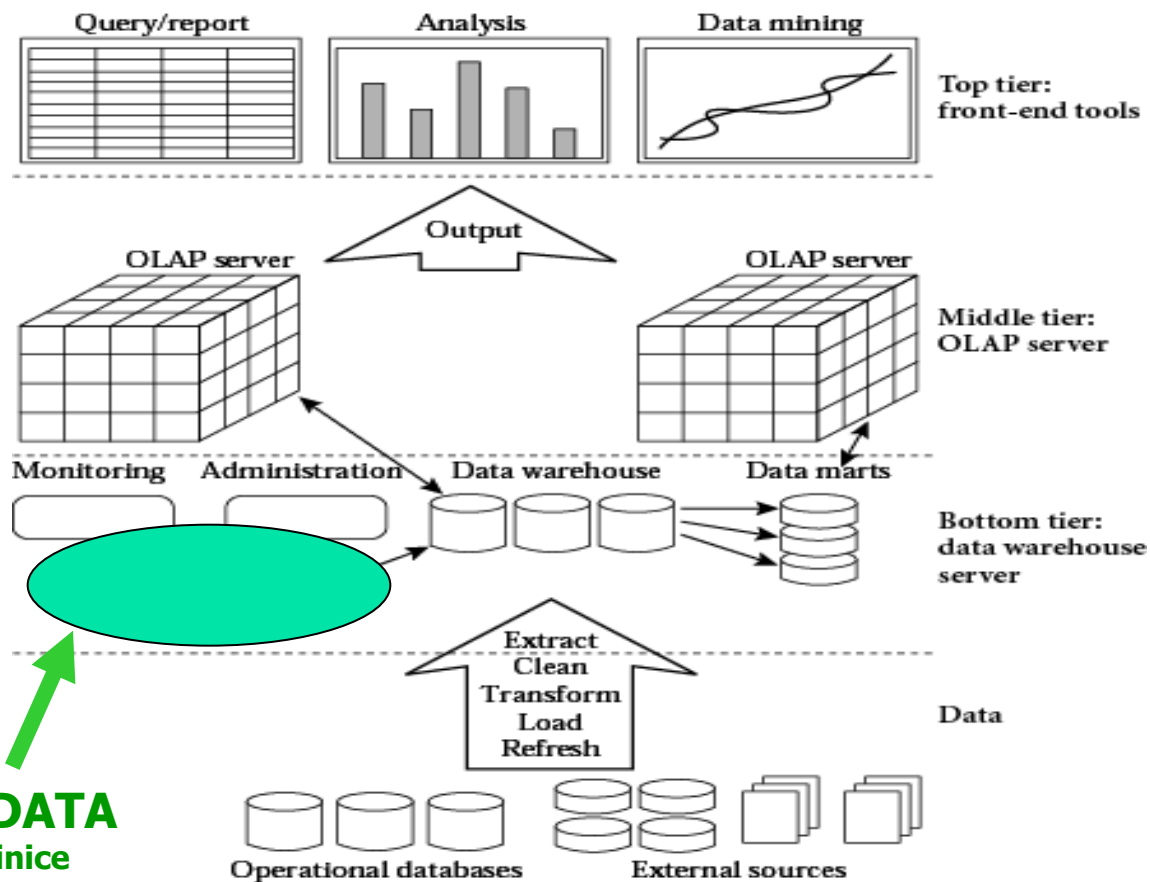 Query/report
Analysis
Data mining
Top tier:
front-end tools
Output
OLAP server
OLAP server
Middle tier:
OLAP server
Monitoring
Administration
Data warehouse
Data marts
Bottom tier:
data warehouse
server
Extract
Clean
Transform
Load
Refresh
Data
DATA
Operational databases
External sources